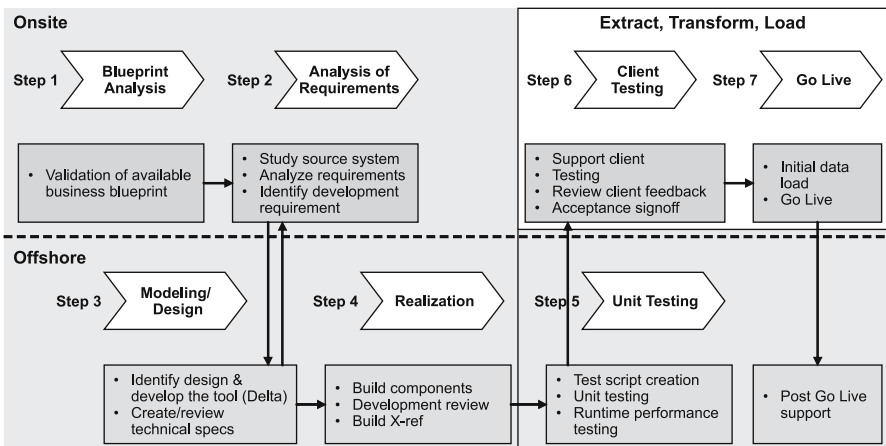 Onsite
Extract, Transform, Load
Step 1
Blueprint
Analysis
Step 2
Analysis of
Requirements
Step 6
Client
Testing
Step 7
Go Live
• Validation of available
business blueprint
• Study source system
• Analyze requirements
• Identify development
requirement
• Support client
• Testing
• Review client feedback
• Acceptance signoff
• Initial data
load
• Go Live
Offshore
Step 3
Modeling/
Design
Step 4
Realization
Step 5
Unit Testing
• Identify design &
develop the tool (Delta)
• Create/review
technical specs
• Build components
• Development review
• Build X-ref
• Test script creation
• Unit testing
• Runtime performance
testing
• Post Go Live
support